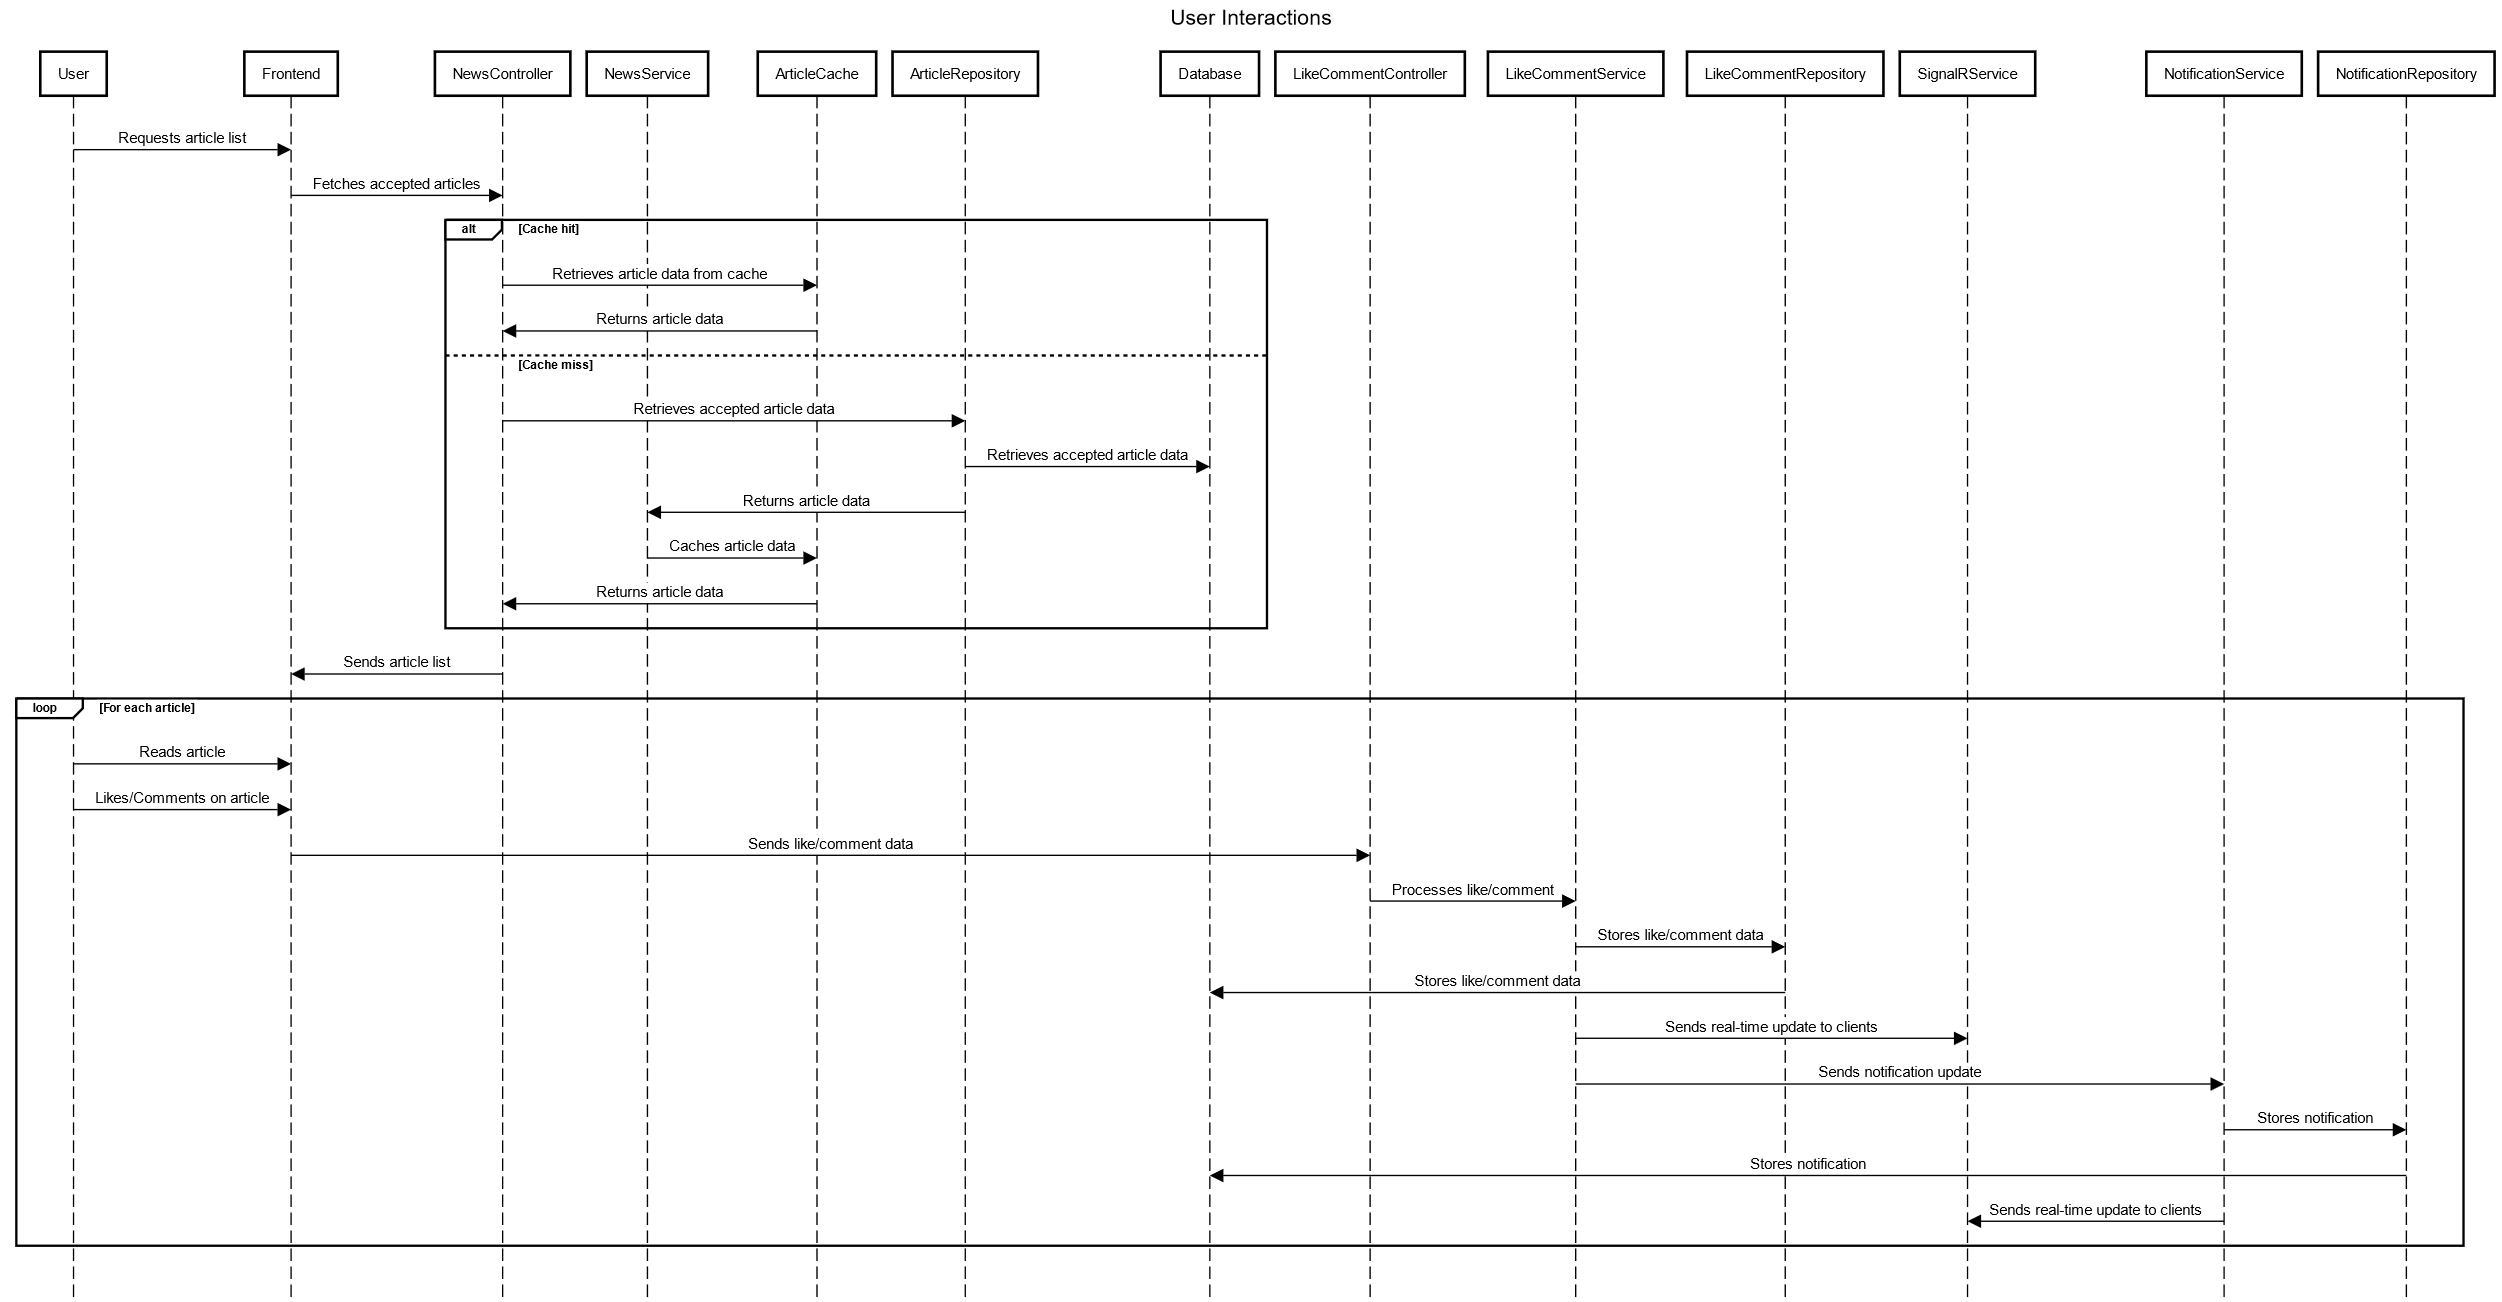 User Interactions
User
Frontend
NewsController
NewsService
ArticleCache
ArticleRepository
Database
LikeCommentController
LikeCommentService
LikeCommentRepository
SignalRService
NotificationService
NotificationRepository
Requests article list
Fetches accepted articles
alt
[Cache hit]
Retrieves article data from cache
Returns article data
[Cache miss]
Retrieves accepted article data
Retrieves accepted article data
Returns article data
Caches article data
Returns article data
Sends article list
loop
[For each article]
Reads article
Likes/Comments on article
Sends like/comment data
Processes like/comment
Stores like/comment data
Stores like/comment data
Sends real-time update to clients
Sends notification update
Stores notification
Stores notification
Sends real-time update to clients